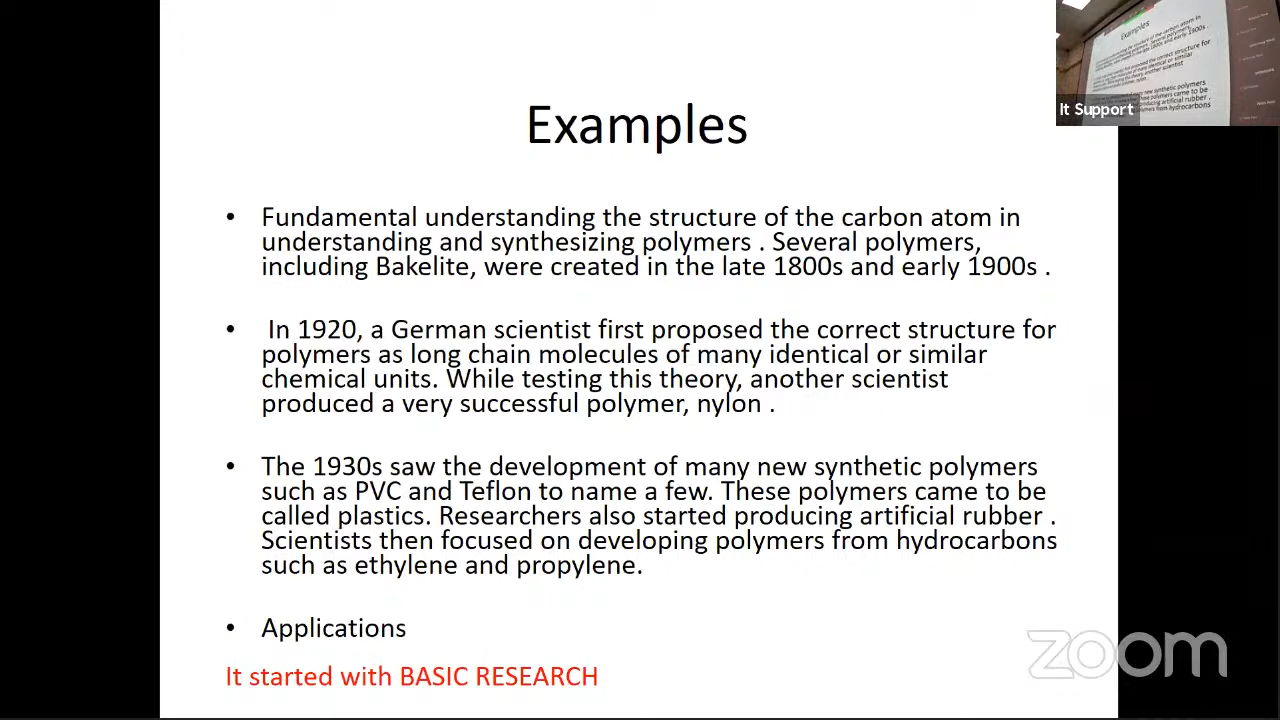 Examples
• Fundamental understanding the structure of the carbon atom in
understanding and synthesizing polymers . Several polymers,
including Bakelite, were created in the late 1800s and early 1900s .
• In 1920, a German scientist first proposed the correct structure for
polymers as long chain molecules of many identical or similar
chemical units. While testing this theory, another scientist
produced a very successful polymer, nylon .
• The 1930s saw the development of many new synthetic polymers
such as PVC and Teflon to name a few. These polymers came to be
called plastics. Researchers also started producing artificial rubber .
Scientists then focused on developing polymers from hydrocarbons
such as ethylene and propylene.
• Applications
It started with BASIC RESEARCH
It Support
Examples
zoom